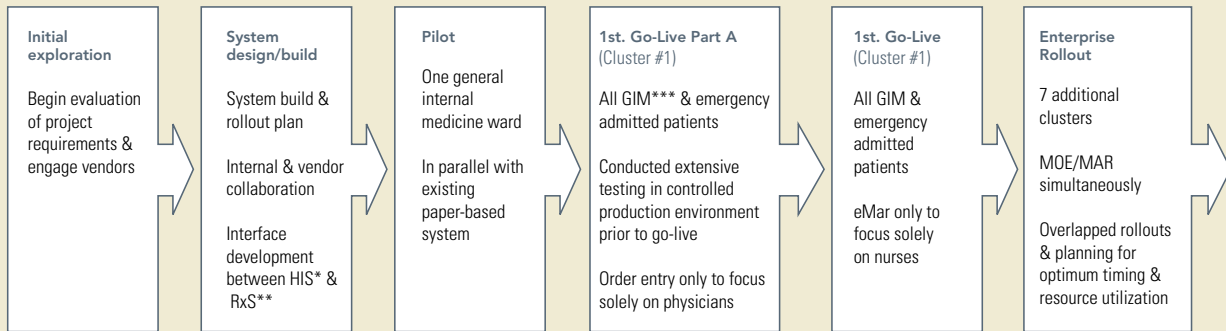 Initial
exploration
Begin evaluation
of project
requirements &
engage vendors
System
design/build
System build &
rollout plan
Internal & vendor
collaboration
Interface
development
between HIS* &
RxS**
Pilot
One general
internal
medicine ward
In parallel with
existing
paper-based
system
1st. Go-Live Part A
(Cluster #1)
All GIM*** & emergency
admitted patients
Conducted extensive
testing in controlled
production environment
prior to go-live
Order entry only to focus
solely on physicians
1st. Go-Live
(Cluster #1)
All GIM &
emergency
admitted
patients
eMar only to
focus solely
on nurses
Enterprise
Rollout
7 additional
clusters
MOE/MAR
simultaneously
Overlapped rollouts
& planning for
optimum timing &
resource utilization